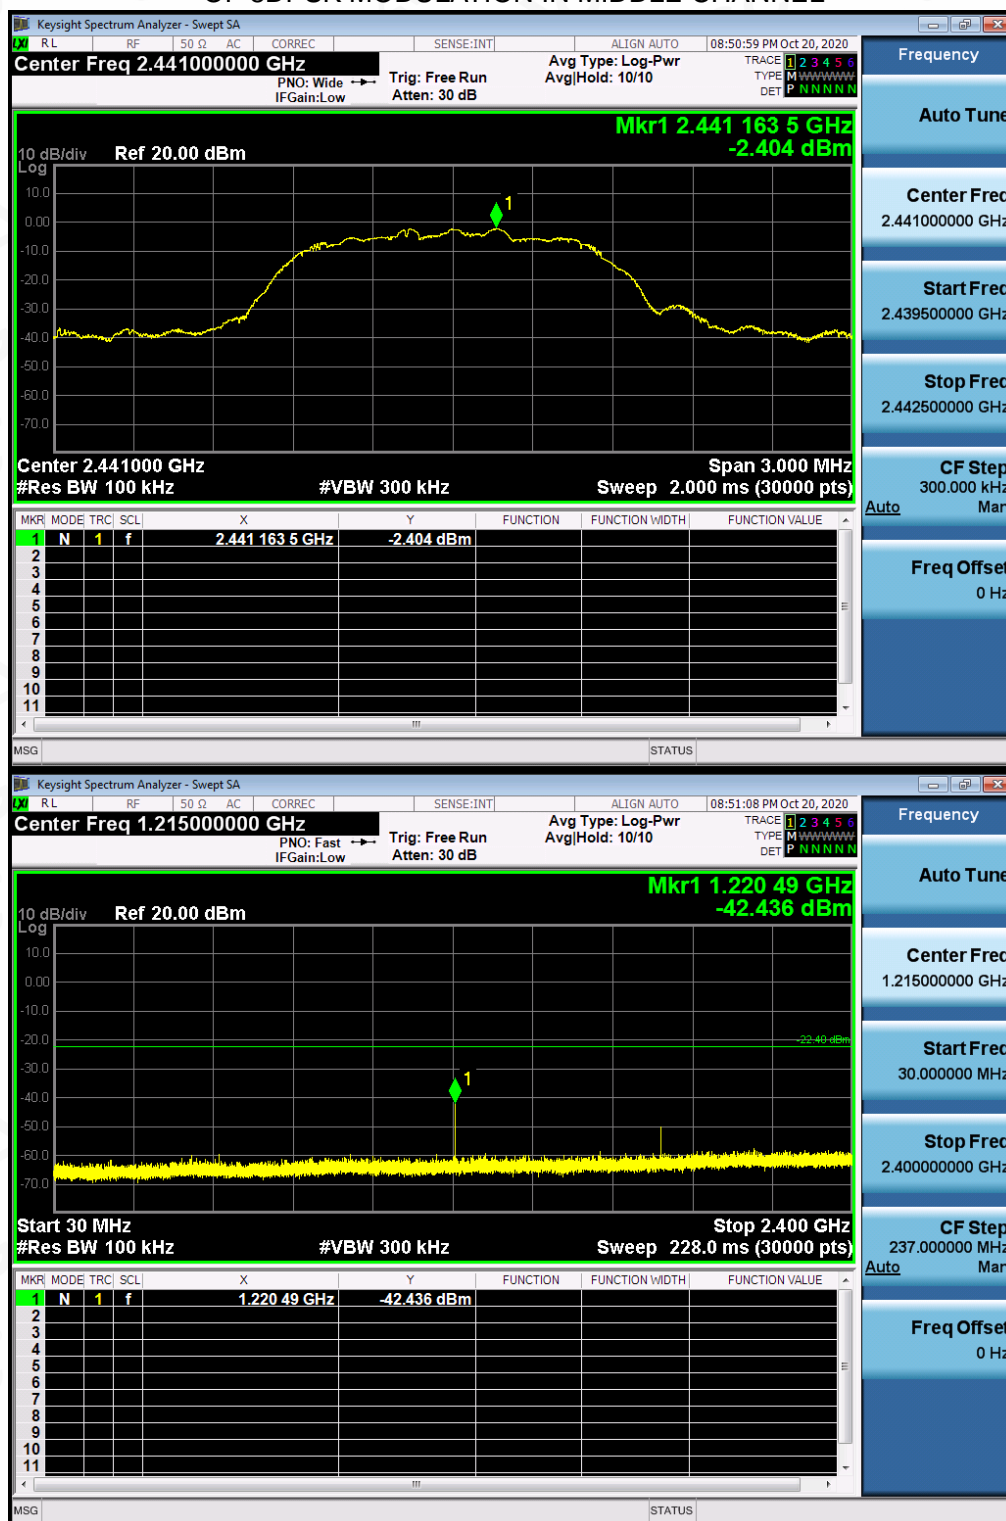 OF 8DPSK MODULATION IN MIDDLE CHANNEL
Keysight Spectrum Analyzer - Swept SA
LXI RL RF 50 Ω AC CORREC SENSE:INT ALIGN AUTO 08:50:59 PM Oct 20, 2020
Center Freq 2.441000000 GHz
PNO: Wide
IFGain:Low
Trig: Free Run
Atten: 30 dB
Avg Type: Log-Pwr
Avg|Hold: 10/10
TRACE 1 2 3 4 5 6
TYPE M WWWWW
DET P N N N N N
Frequency
Mkr1 2.441 163 5 GHz
-2.404 dBm
10 dB/div Ref 20.00 dBm
Log
10.0
0.00
-10.0
-20.0
-30.0
-40.0
-50.0
-60.0
-70.0
1
Center 2.441000 GHz Span 3.000 MHz
#Res BW 100 kHz #VBW 300 kHz Sweep 2.000 ms (30000 pts)
MKR MODE TRC SCL X Y FUNCTION FUNCTION WIDTH FUNCTION VALUE
1 N 1 f 2.441 163 5 GHz -2.404 dBm
2
3
4
5
6
7
8
9
10
11
MSG STATUS
Auto Tune
Center Freq
2.441000000 GHz
Start Freq
2.439500000 GHz
Stop Freq
2.442500000 GHz
CF Step
300.000 kHz
Auto Man
Freq Offset
0 Hz
Keysight Spectrum Analyzer - Swept SA
LXI RL RF 50 Ω AC CORREC SENSE:INT ALIGN AUTO 08:51:08 PM Oct 20, 2020
Center Freq 1.215000000 GHz
PNO: Fast
IFGain:Low
Trig: Free Run
Atten: 30 dB
Avg Type: Log-Pwr
Avg|Hold: 10/10
TRACE 1 2 3 4 5 6
TYPE M WWWWW
DET P N N N N N
Frequency
Mkr1 1.220 49 GHz
-42.436 dBm
10 dB/div Ref 20.00 dBm
Log
10.0
0.00
-10.0
-20.0
-30.0
-40.0
-50.0
-60.0
-70.0
-22.40 dBm
1
Start 30 MHz Stop 2.400 GHz
#Res BW 100 kHz #VBW 300 kHz Sweep 228.0 ms (30000 pts)
MKR MODE TRC SCL X Y FUNCTION FUNCTION WIDTH FUNCTION VALUE
1 N 1 f 1.220 49 GHz -42.436 dBm
2
3
4
5
6
7
8
9
10
11
MSG STATUS
Auto Tune
Center Freq
1.215000000 GHz
Start Freq
30.000000 MHz
Stop Freq
2.400000000 GHz
CF Step
237.000000 MHz
Auto Man
Freq Offset
0 Hz